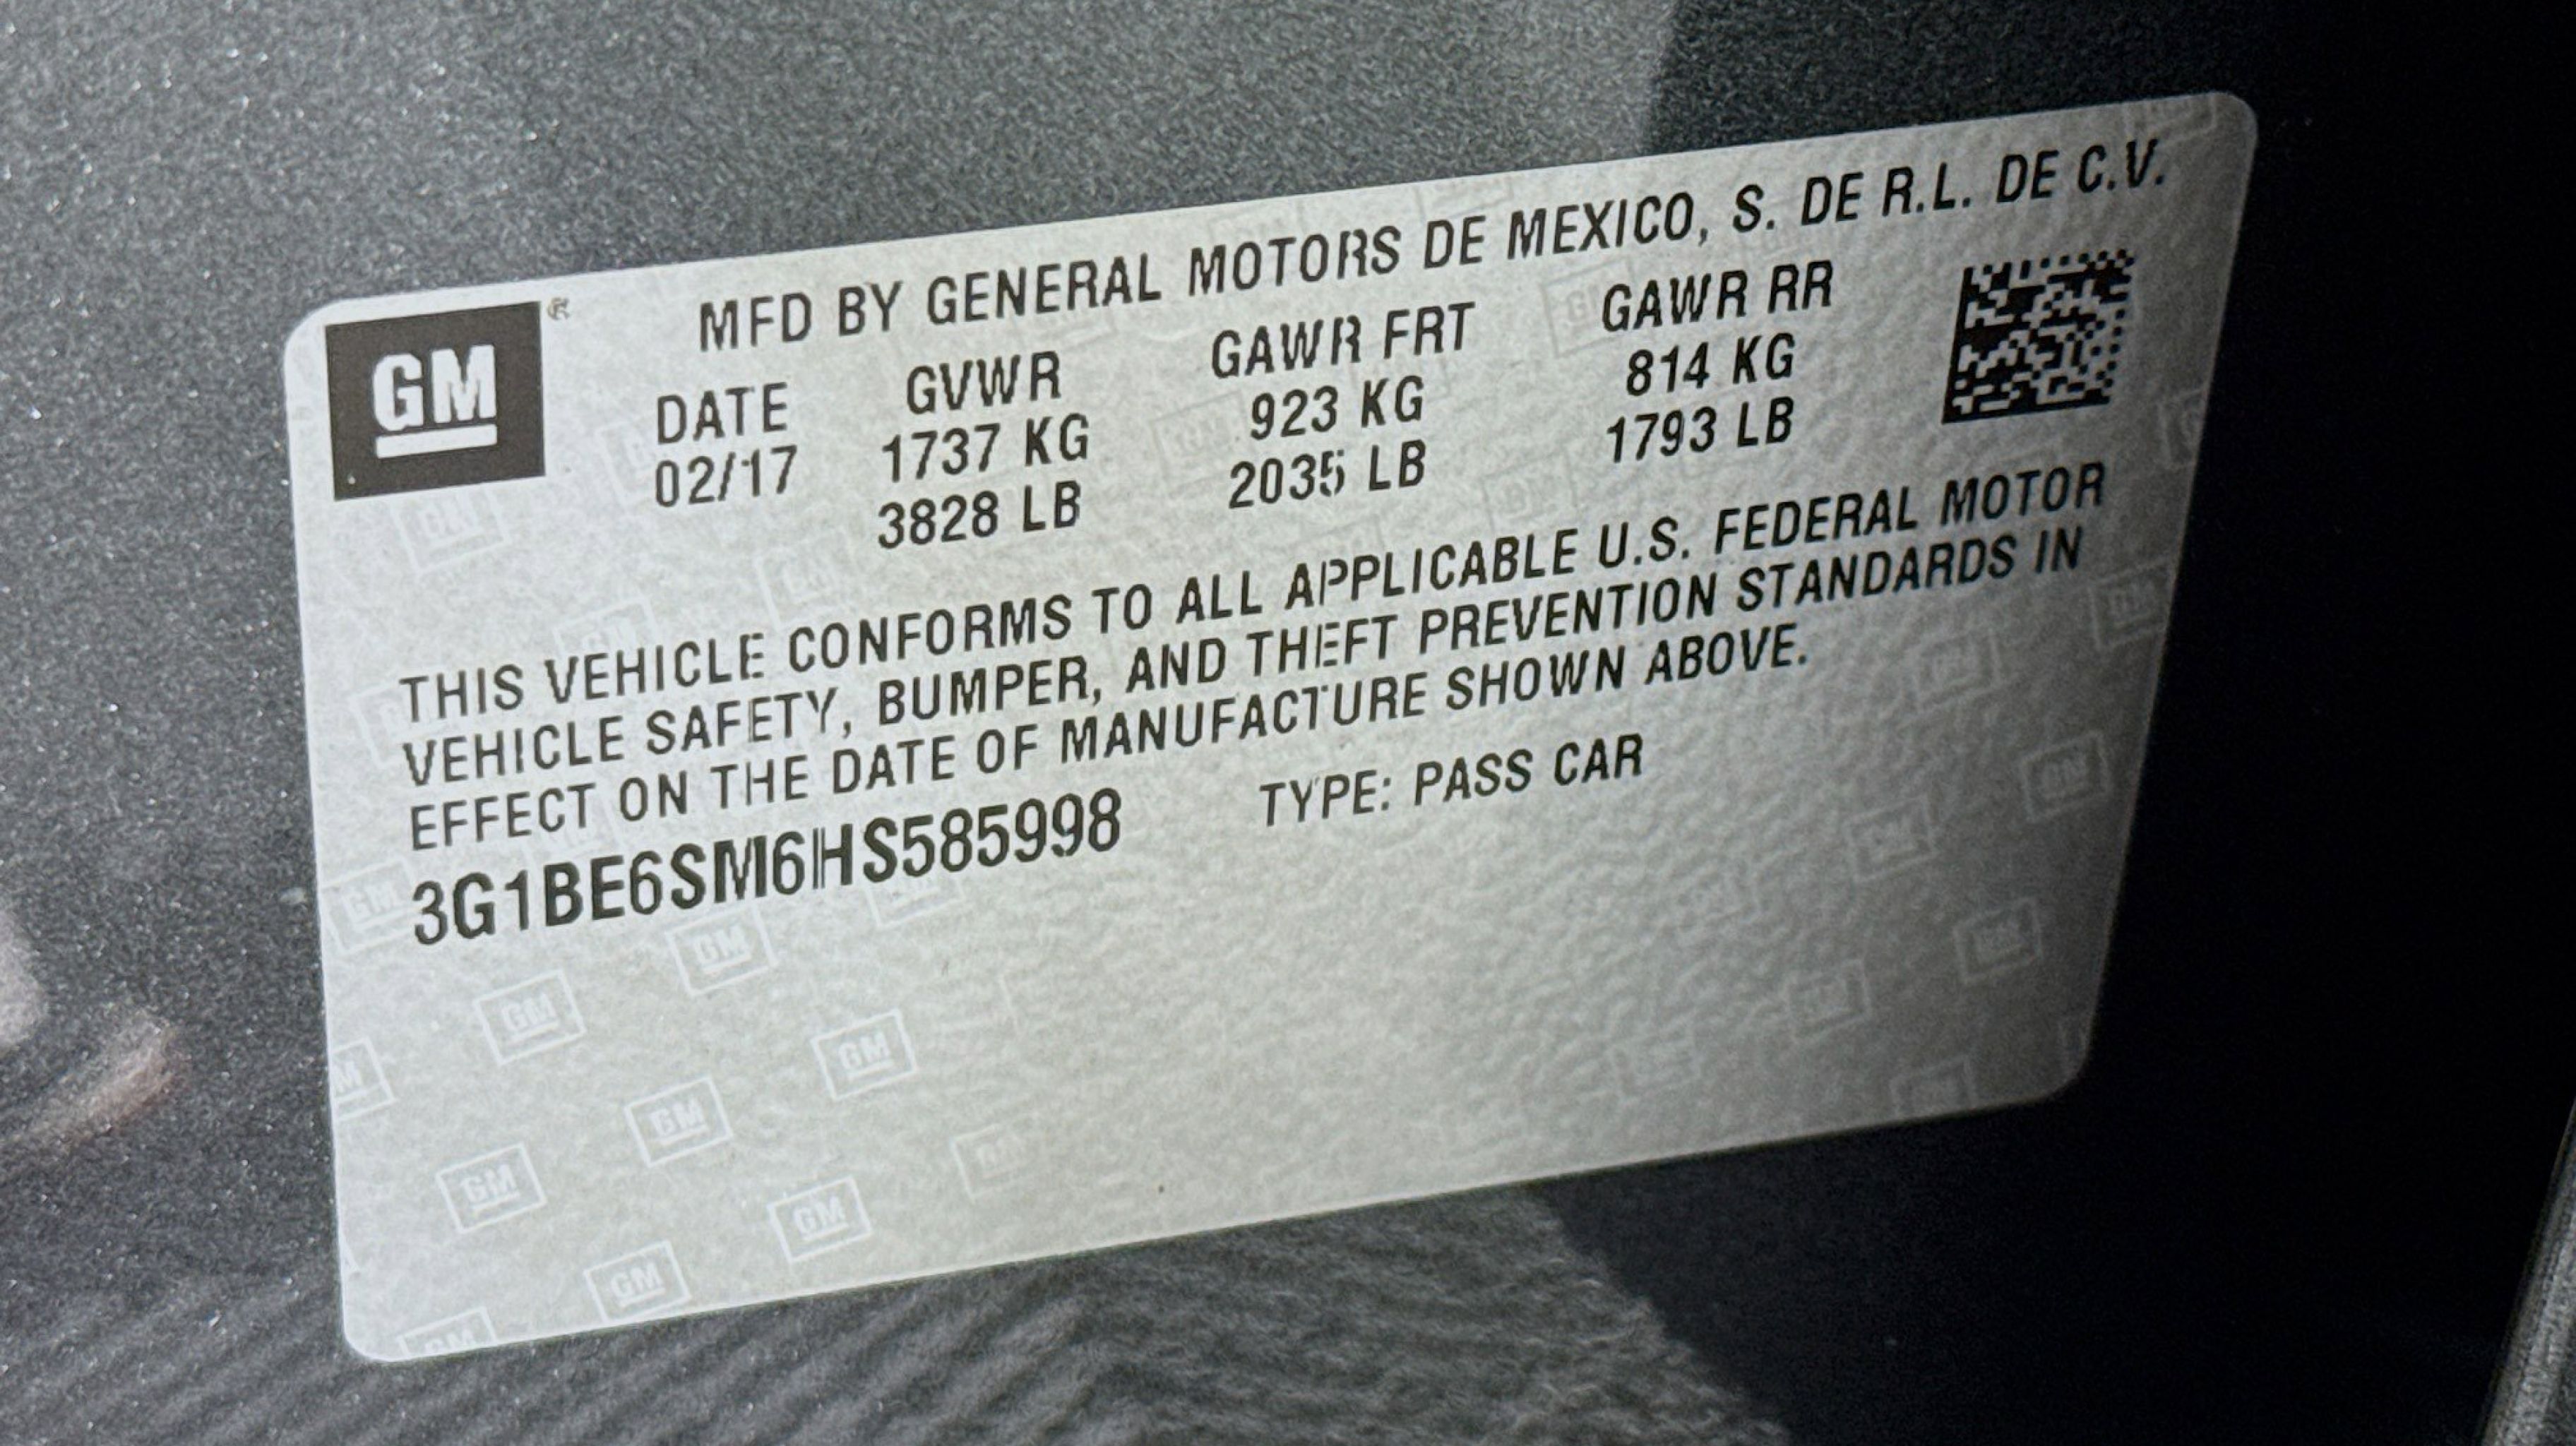 GM ®
MFD BY GENERAL MOTORS DE MEXICO, S. DE R.L. DE C.V.
DATE GVWR GAWR FRT GAWR RR
02/17 1737 KG 923 KG 814 KG
3828 LB 2035 LB 1793 LB
THIS VEHICLE CONFORMS TO ALL APPLICABLE U.S. FEDERAL MOTOR
VEHICLE SAFETY, BUMPER, AND THEFT PREVENTION STANDARDS IN
EFFECT ON THE DATE OF MANUFACTURE SHOWN ABOVE.
3G1BE6SM6HS585998 TYPE: PASS CAR